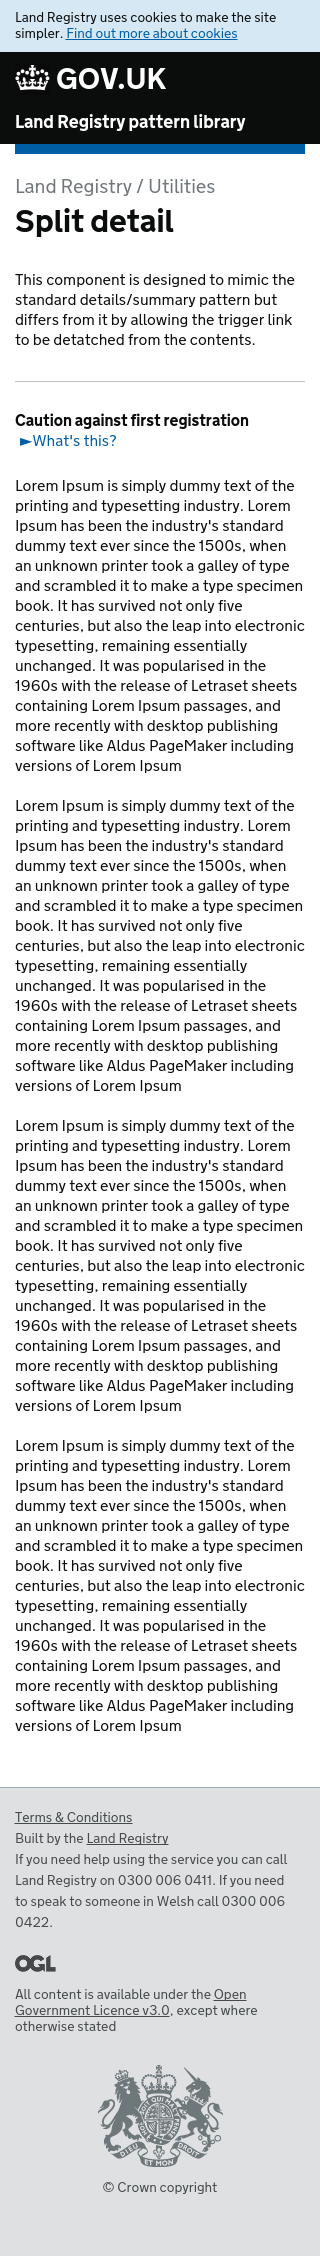 Land Registry uses cookies to make the site
simpler. Find out more about cookies
GOV.UK
Land Registry pattern library
Land Registry / Utilities
Split detail
This component is designed to mimic the
standard details/summary pattern but
differs from it by allowing the trigger link
to be detatched from the contents.
Caution against first registration
►What's this?
Lorem Ipsum is simply dummy text of the
printing and typesetting industry. Lorem
Ipsum has been the industry's standard
dummy text ever since the 1500s, when
an unknown printer took a galley of type
and scrambled it to make a type specimen
book. It has survived not only five
centuries, but also the leap into electronic
typesetting, remaining essentially
unchanged. It was popularised in the
1960s with the release of Letraset sheets
containing Lorem Ipsum passages, and
more recently with desktop publishing
software like Aldus PageMaker including
versions of Lorem Ipsum
Lorem Ipsum is simply dummy text of the
printing and typesetting industry. Lorem
Ipsum has been the industry's standard
dummy text ever since the 1500s, when
an unknown printer took a galley of type
and scrambled it to make a type specimen
book. It has survived not only five
centuries, but also the leap into electronic
typesetting, remaining essentially
unchanged. It was popularised in the
1960s with the release of Letraset sheets
containing Lorem Ipsum passages, and
more recently with desktop publishing
software like Aldus PageMaker including
versions of Lorem Ipsum
Lorem Ipsum is simply dummy text of the
printing and typesetting industry. Lorem
Ipsum has been the industry's standard
dummy text ever since the 1500s, when
an unknown printer took a galley of type
and scrambled it to make a type specimen
book. It has survived not only five
centuries, but also the leap into electronic
typesetting, remaining essentially
unchanged. It was popularised in the
1960s with the release of Letraset sheets
containing Lorem Ipsum passages, and
more recently with desktop publishing
software like Aldus PageMaker including
versions of Lorem Ipsum
Lorem Ipsum is simply dummy text of the
printing and typesetting industry. Lorem
Ipsum has been the industry's standard
dummy text ever since the 1500s, when
an unknown printer took a galley of type
and scrambled it to make a type specimen
book. It has survived not only five
centuries, but also the leap into electronic
typesetting, remaining essentially
unchanged. It was popularised in the
1960s with the release of Letraset sheets
containing Lorem Ipsum passages, and
more recently with desktop publishing
software like Aldus PageMaker including
versions of Lorem Ipsum
Terms & Conditions
Built by the Land Registry
If you need help using the service you can call
Land Registry on 0300 006 0411. If you need
to speak to someone in Welsh call 0300 006
0422.
OGL
All content is available under the Open
Government Licence v3.0, except where
otherwise stated
DIEU ET MON DROIT
© Crown copyright